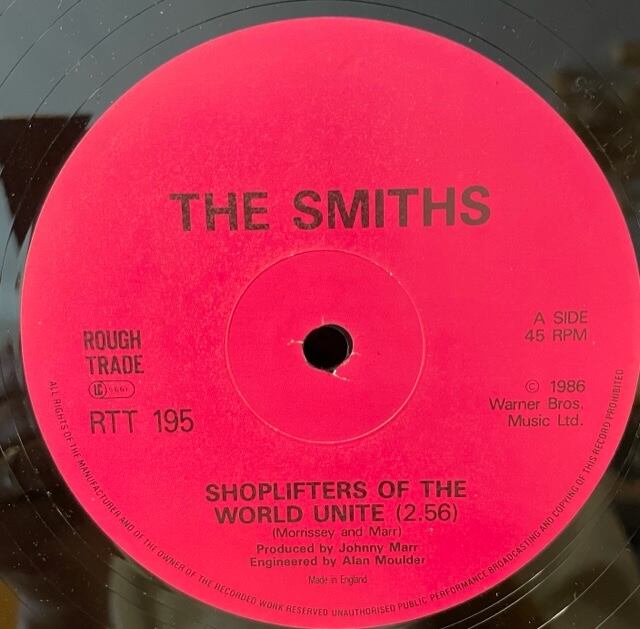 THE SMITHS
ROUGH
TRADE
LC
RTT 195
A SIDE
45 RPM
© 1986
Warner Bros.
Music Ltd.
SHOPLIFTERS OF THE
WORLD UNITE (2.56)
(Morrissey and Marr)
Produced by Johnny Marr
Engineered by Alan Moulder
Made in England
ALL RIGHTS OF THE MANUFACTURER AND OF THE OWNER OF THE RECORDED WORK RESERVED UNAUTHORISED PUBLIC PERFORMANCE BROADCASTING AND COPYING OF THIS RECORD PROHIBITED